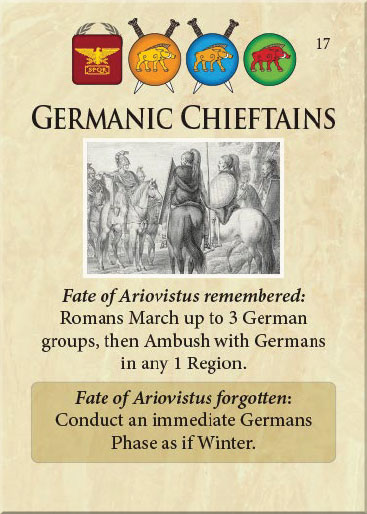 17
SPQR
GERMANIC CHIEFTAINS
Fate of Ariovistus remembered:
Romans March up to 3 German
groups, then Ambush with Germans
in any 1 Region.
Fate of Ariovistus forgotten:
Conduct an immediate Germans
Phase as if Winter.